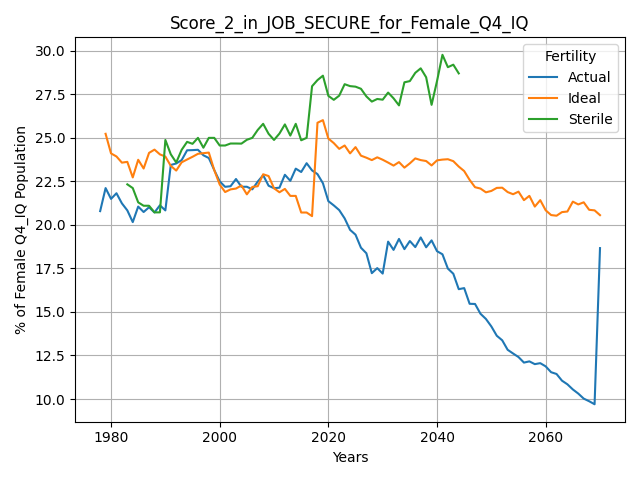 Score_2_in_JOB_SECURE_for_Female_Q4_IQ
% of Female Q4_IQ Population
30.0
27.5
25.0
22.5
20.0
17.5
15.0
12.5
10.0
Fertility
Actual
Ideal
Sterile
1980
2000
2020
2040
2060
Years